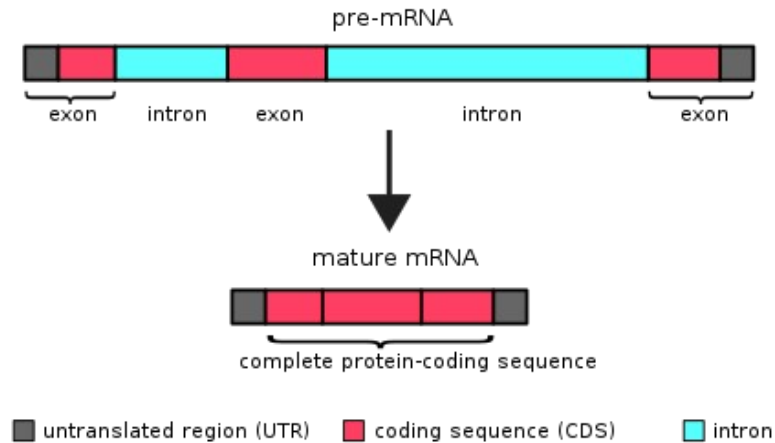 pre-mRNA
exon intron exon intron exon
mature mRNA
complete protein-coding sequence
untranslated region (UTR) coding sequence (CDS) intron